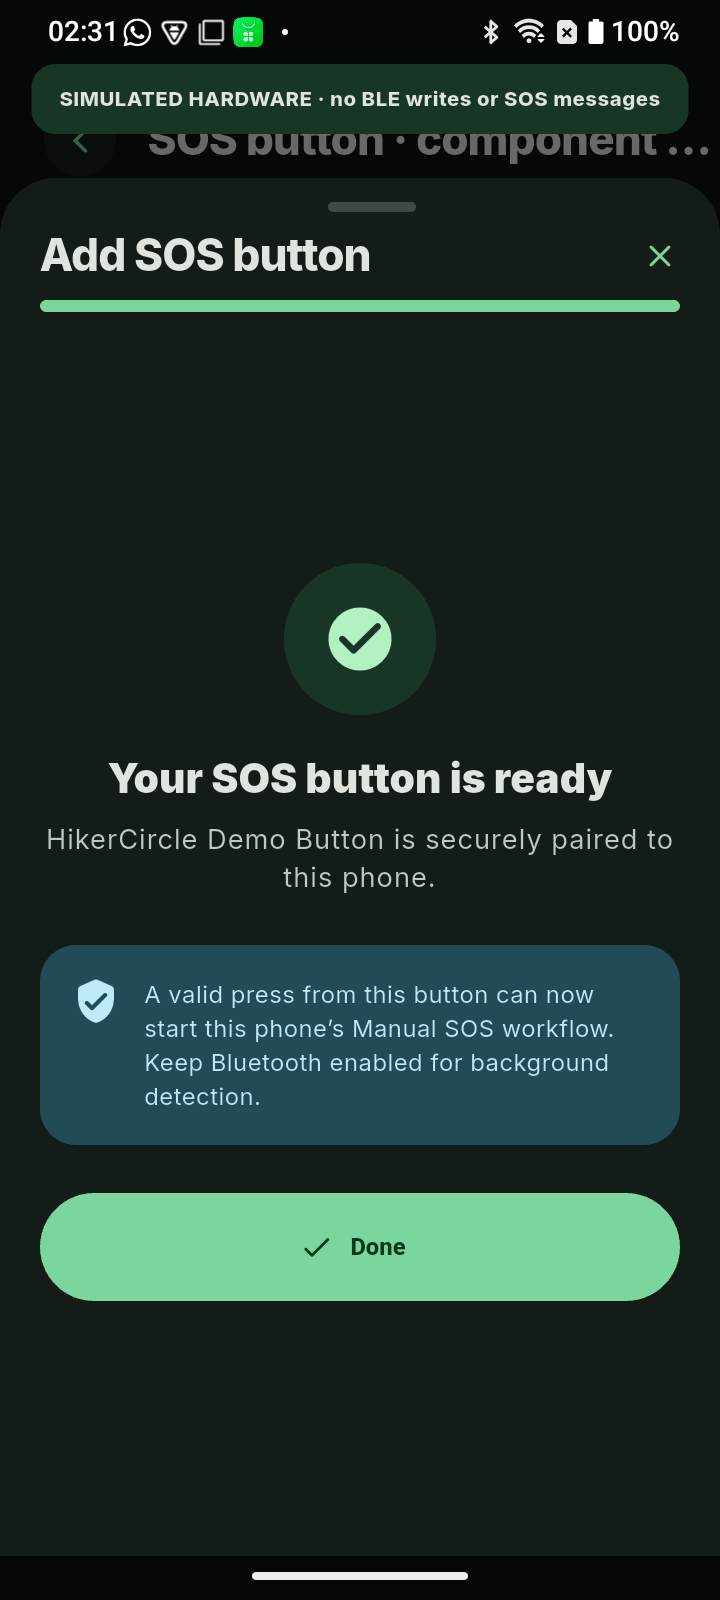 02:31
100%
SIMULATED HARDWARE · no BLE writes or SOS messages
SOS button · component ...
Add SOS button
Your SOS button is ready
HikerCircle Demo Button is securely paired to
this phone.
A valid press from this button can now
start this phone’s Manual SOS workflow.
Keep Bluetooth enabled for background
detection.
Done